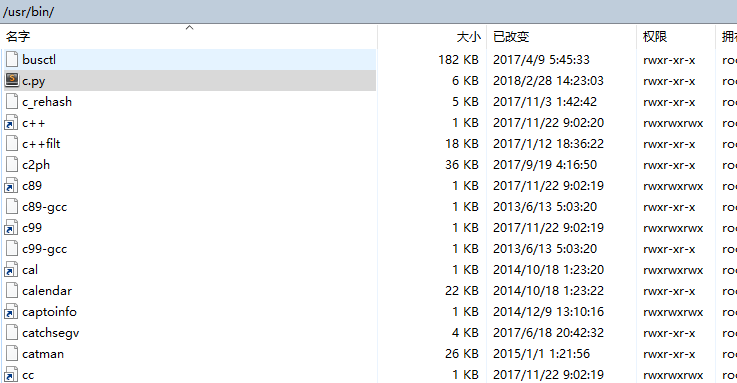 /usr/bin/
名字 大小 已改变 权限 拥
busctl 182 KB 2017/4/9 5:45:33 rwxr-xr-x roo
c.py 6 KB 2018/2/28 14:23:03 rwxr-xr-x roo
c_rehash 5 KB 2017/11/3 1:42:42 rwxr-xr-x roo
c++ 1 KB 2017/11/22 9:02:20 rwxrwxrwx roo
c++filt 18 KB 2017/1/12 18:36:22 rwxr-xr-x roo
c2ph 36 KB 2017/9/19 4:16:50 rwxr-xr-x roo
c89 1 KB 2017/11/22 9:02:19 rwxrwxrwx roo
c89-gcc 1 KB 2013/6/13 5:03:20 rwxr-xr-x roo
c99 1 KB 2017/11/22 9:02:19 rwxrwxrwx roo
c99-gcc 1 KB 2013/6/13 5:03:20 rwxr-xr-x roo
cal 1 KB 2014/10/18 1:23:20 rwxrwxrwx roo
calendar 22 KB 2014/10/18 1:23:22 rwxr-xr-x roo
captoinfo 1 KB 2014/12/9 13:10:16 rwxrwxrwx roo
catchsegv 4 KB 2017/6/18 20:42:32 rwxr-xr-x roo
catman 26 KB 2015/1/1 1:21:56 rwxr-xr-x roo
cc 1 KB 2017/11/22 9:02:19 rwxrwxrwx roo